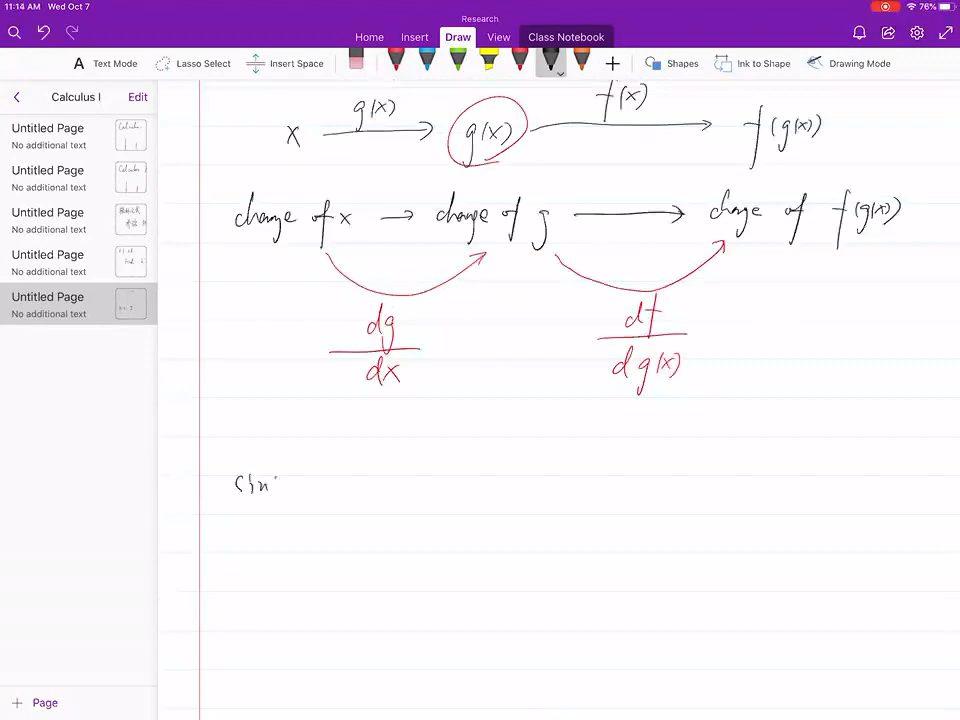 11:14 AM Wed Oct 7
76%
Research
Home Insert Draw View Class Notebook
Text Mode Lasso Select Insert Space Shapes Ink to Shape Drawing Mode
Calculus I Edit
Untitled Page
No additional text
Untitled Page
No additional text
Untitled Page
No additional text
Untitled Page
No additional text
Untitled Page
No additional text
Page
g(x) f(x)
x g(x) f(g(x))
change of x → change of g → change of f(g(x))
dg df
dx dg(x)